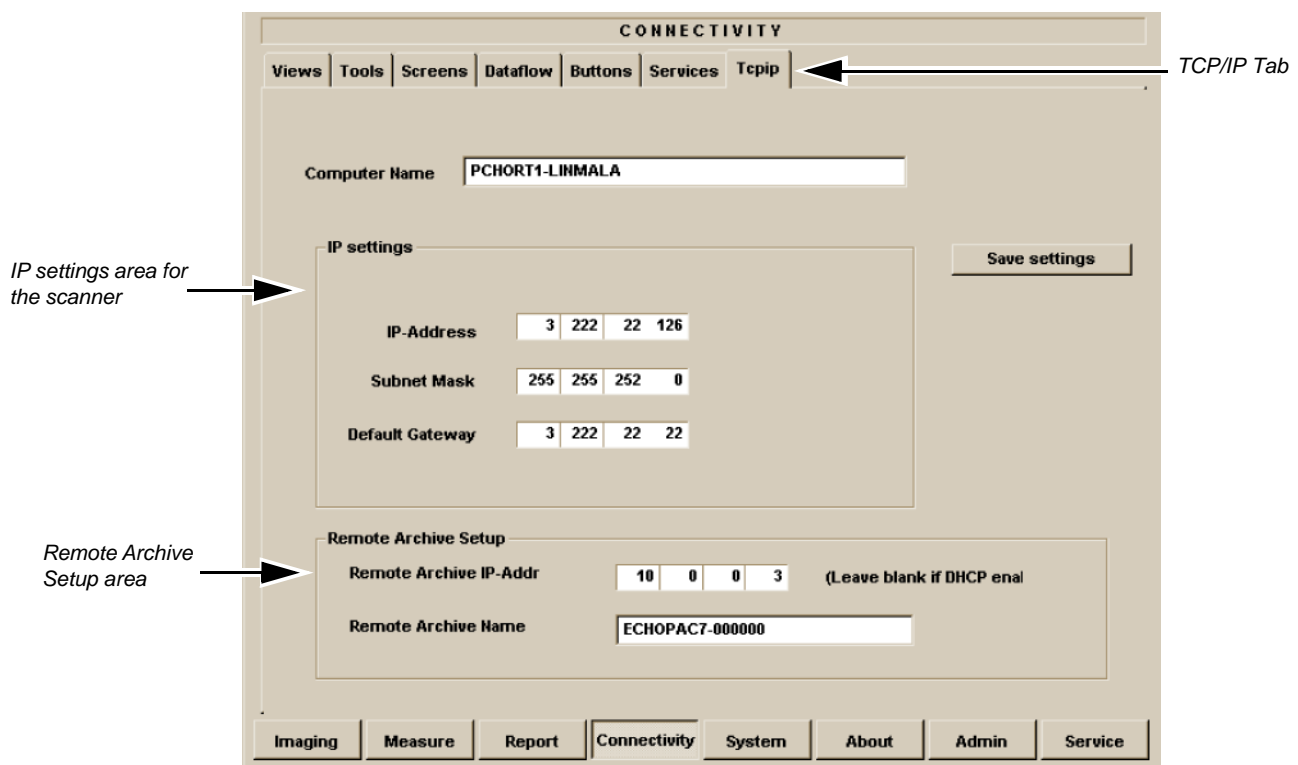 CONNECTIVITY
Views Tools Screens Dataflow Buttons Services Tcpip
TCP/IP Tab
Computer Name PCHORT1-LINMALA
IP settings
Save settings
IP settings area for
the scanner
IP-Address 3 222 22 126
Subnet Mask 255 255 252 0
Default Gateway 3 222 22 22
Remote Archive Setup
Remote Archive
Setup area
Remote Archive IP-Addr 10 0 0 3 (Leave blank if DHCP enal
Remote Archive Name ECHOPAC7-000000
Imaging Measure Report Connectivity System About Admin Service